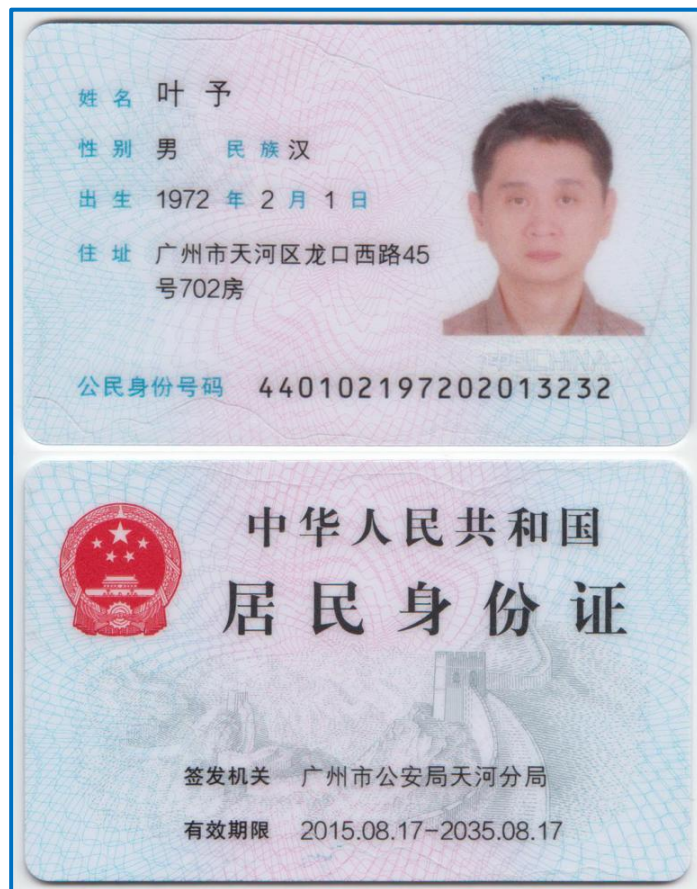 姓名 叶予
性别 男 民族 汉
出生 1972 年 2 月 1 日
住址 广州市天河区龙口西路45
号702房
公民身份号码 440102197202013232
中华人民共和国
居民身份证
签发机关 广州市公安局天河分局
有效期限 2015.08.17-2035.08.17